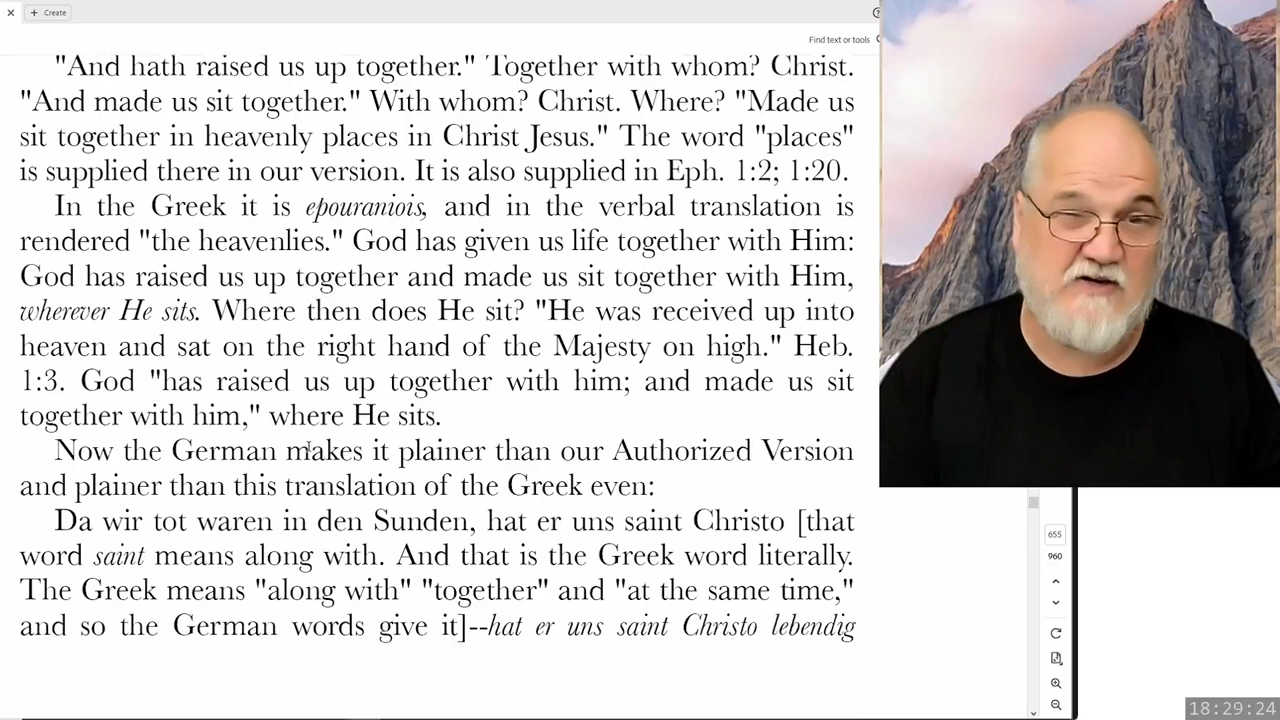 Create
Find text or tools
"And hath raised us up together." Together with whom? Christ.
"And made us sit together." With whom? Christ. Where? "Made us
sit together in heavenly places in Christ Jesus." The word "places"
is supplied there in our version. It is also supplied in Eph. 1:2; 1:20.
In the Greek it is epouraniois, and in the verbal translation is
rendered "the heavenlies." God has given us life together with Him:
God has raised us up together and made us sit together with Him,
wherever He sits. Where then does He sit? "He was received up into
heaven and sat on the right hand of the Majesty on high." Heb.
1:3. God "has raised us up together with him; and made us sit
together with him," where He sits.
Now the German makes it plainer than our Authorized Version
and plainer than this translation of the Greek even:
Da wir tot waren in den Sunden, hat er uns saint Christo [that
word saint means along with. And that is the Greek word literally.
The Greek means "along with" "together" and "at the same time,"
and so the German words give it]--hat er uns saint Christo lebendig
655
960
18:29:24